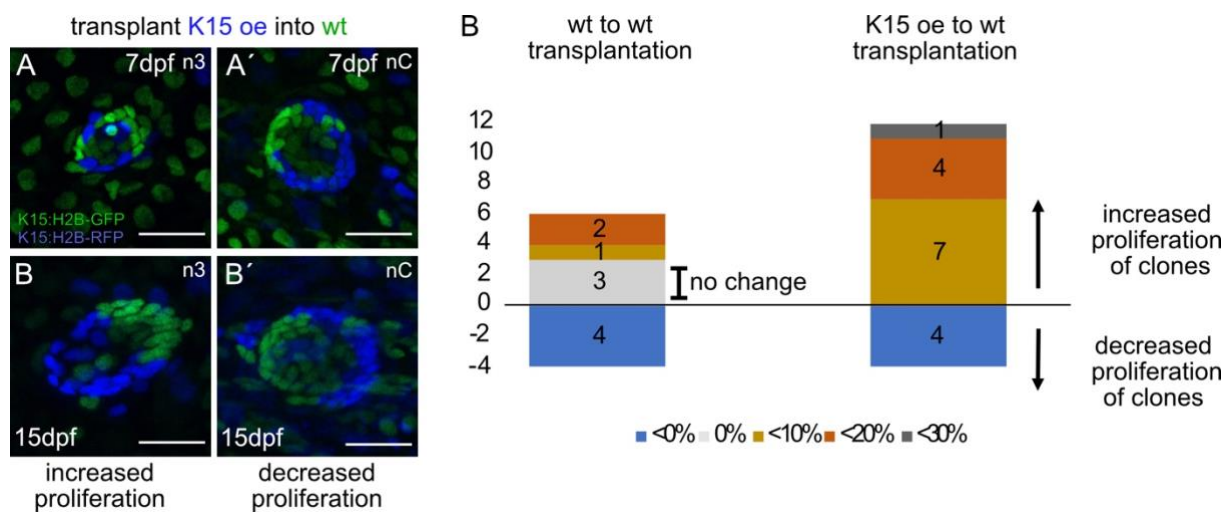 transplant K15 oe into wt
A
7dpf n3
K15:H2B-GFP
K15:H2B-RFP
A´
7dpf nC
B
n3
15dpf
B´
nC
15dpf
increased
proliferation
decreased
proliferation
B
wt to wt
transplantation
K15 oe to wt
transplantation
12
10
8
6
4
2
0
-2
-4
2
1
3
4
no change
1
4
7
4
increased
proliferation
of clones
decreased
proliferation
of clones
<0% 0% <10% <20% <30%